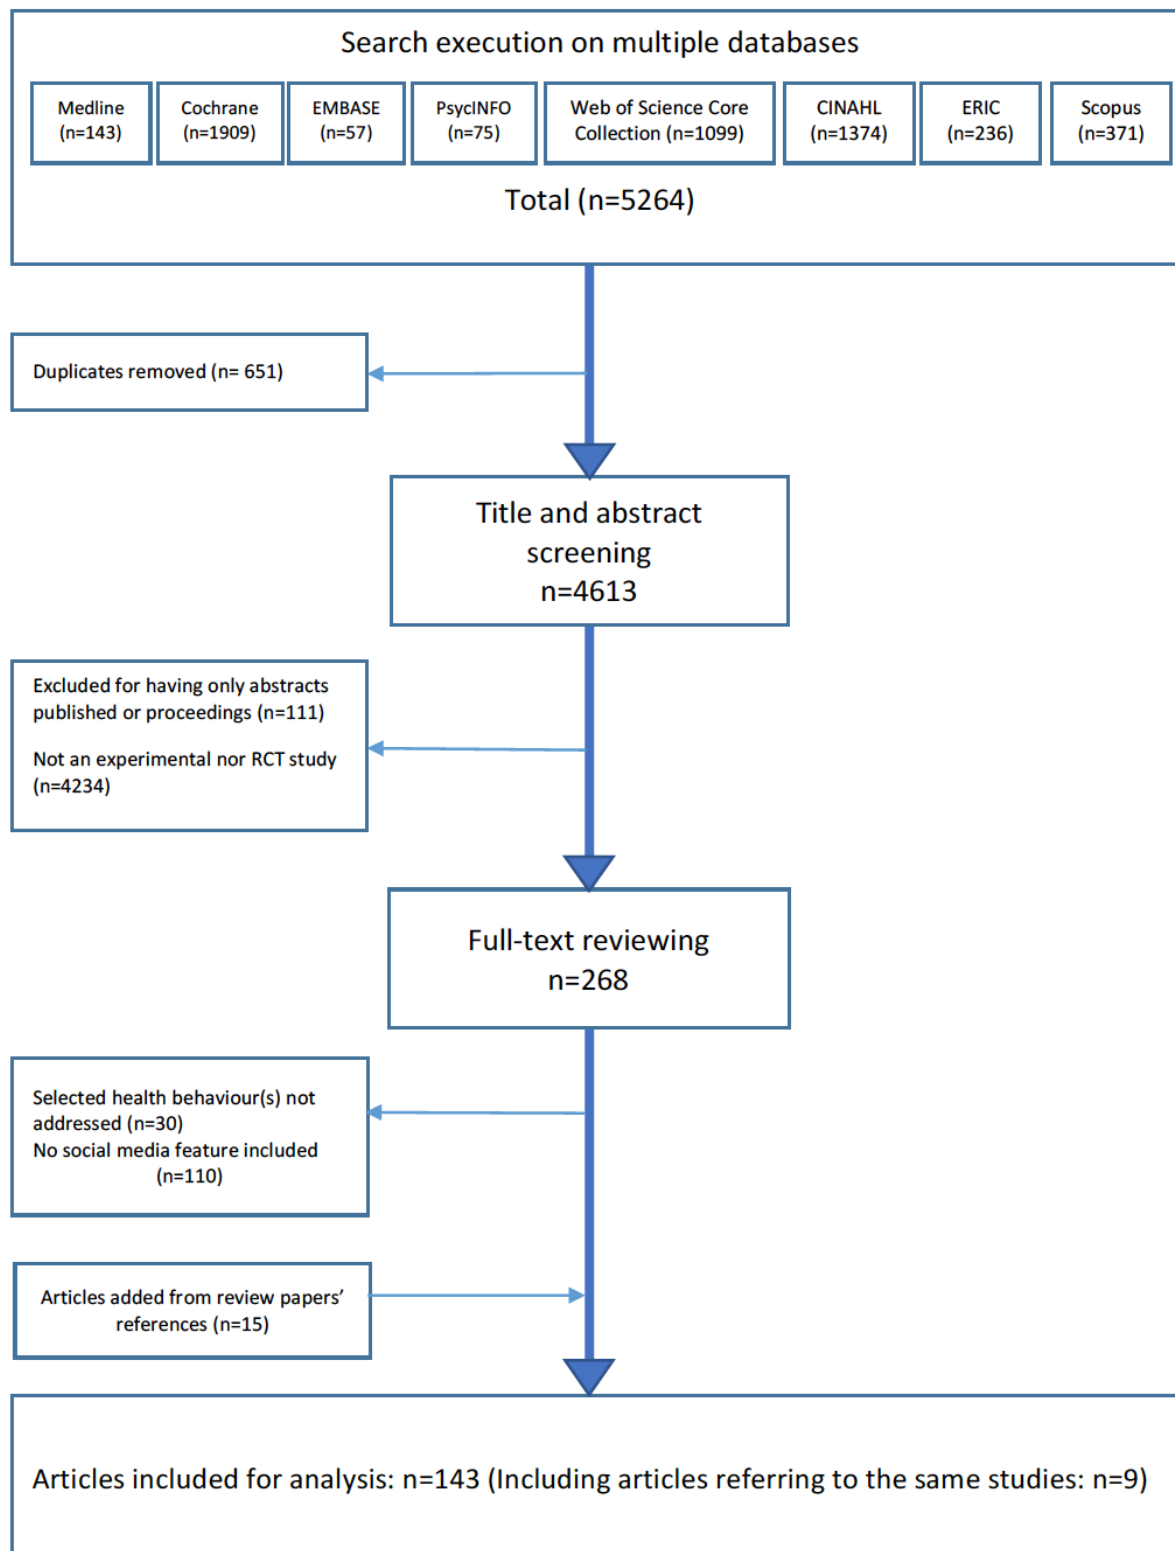 Search execution on multiple databases
Medline
(n=143)
Cochrane
(n=1909)
EMBASE
(n=57)
PsycINFO
(n=75)
Web of Science Core
Collection (n=1099)
CINAHL
(n=1374)
ERIC
(n=236)
Scopus
(n=371)
Total (n=5264)
Duplicates removed (n= 651)
Title and abstract
screening
n=4613
Excluded for having only abstracts
published or proceedings (n=111)
Not an experimental nor RCT study
(n=4234)
Full-text reviewing
n=268
Selected health behaviour(s) not
addressed (n=30)
No social media feature included
(n=110)
Articles added from review papers’
references (n=15)
Articles included for analysis: n=143 (Including articles referring to the same studies: n=9)